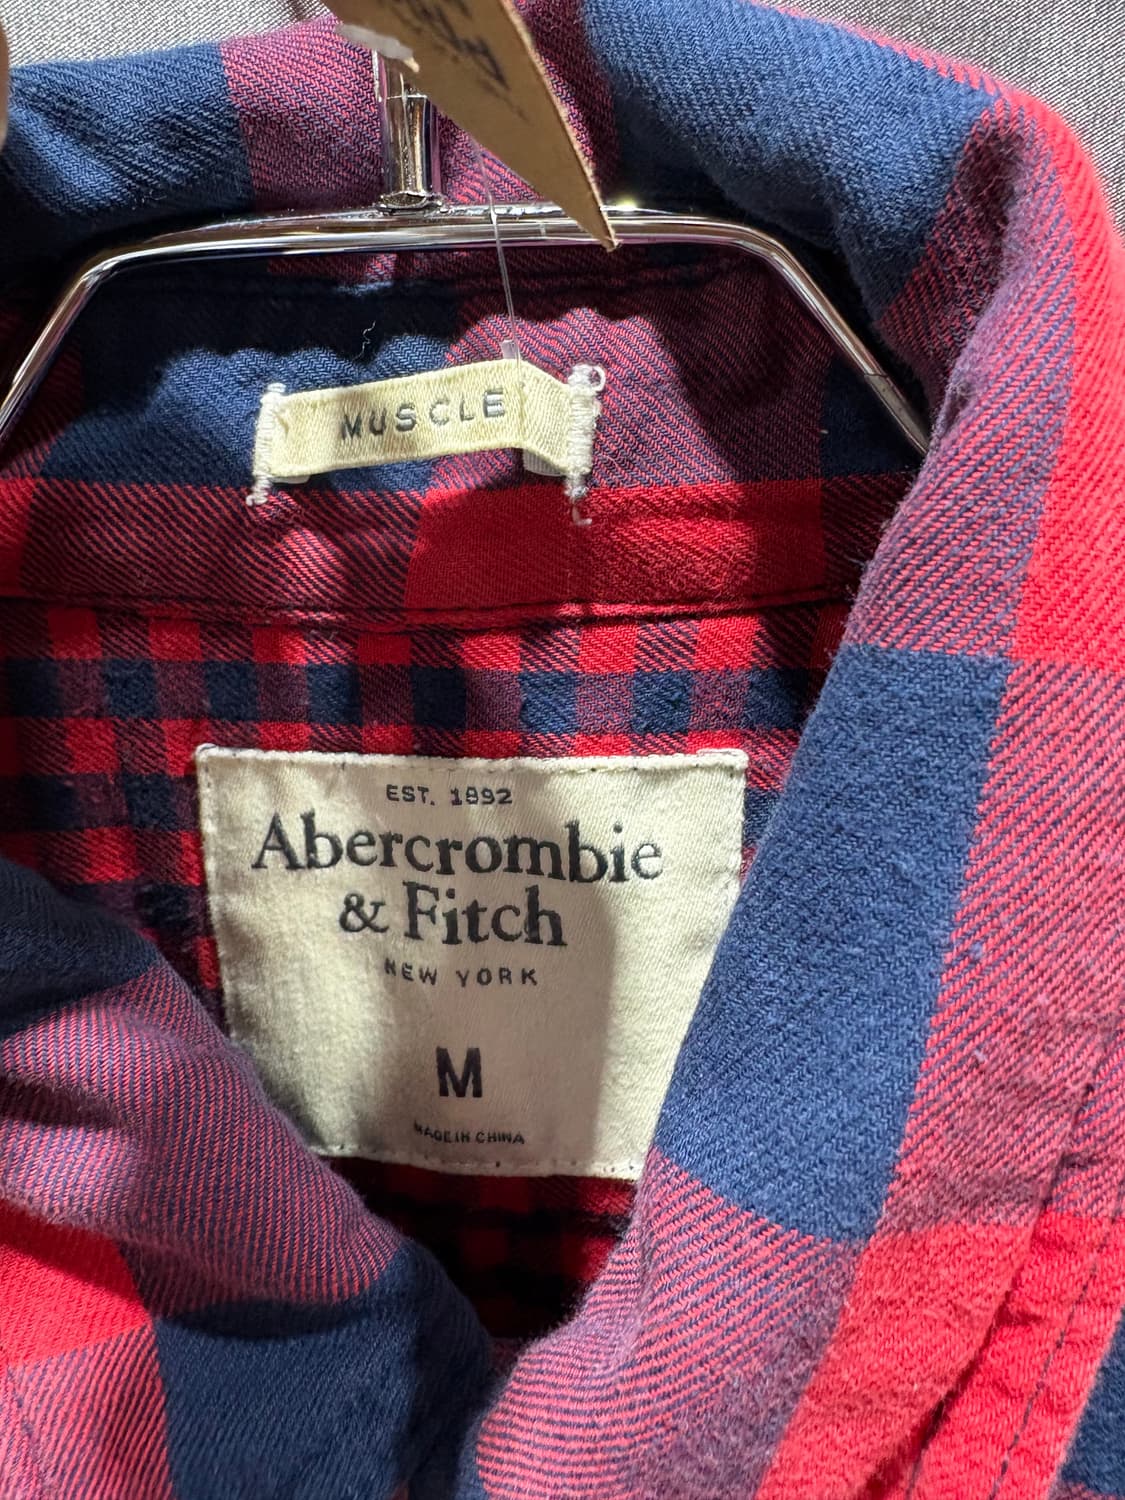 MUSCLE
EST. 1892
Abercrombie
& Fitch
NEW YORK
M
MADE IN CHINA